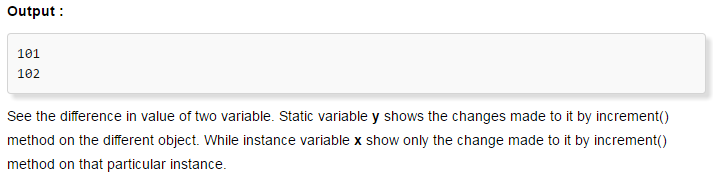 Output :
101
102
See the difference in value of two variable. Static variable y shows the changes made to it by increment()
method on the different object. While instance variable x show only the change made to it by increment()
method on that particular instance.